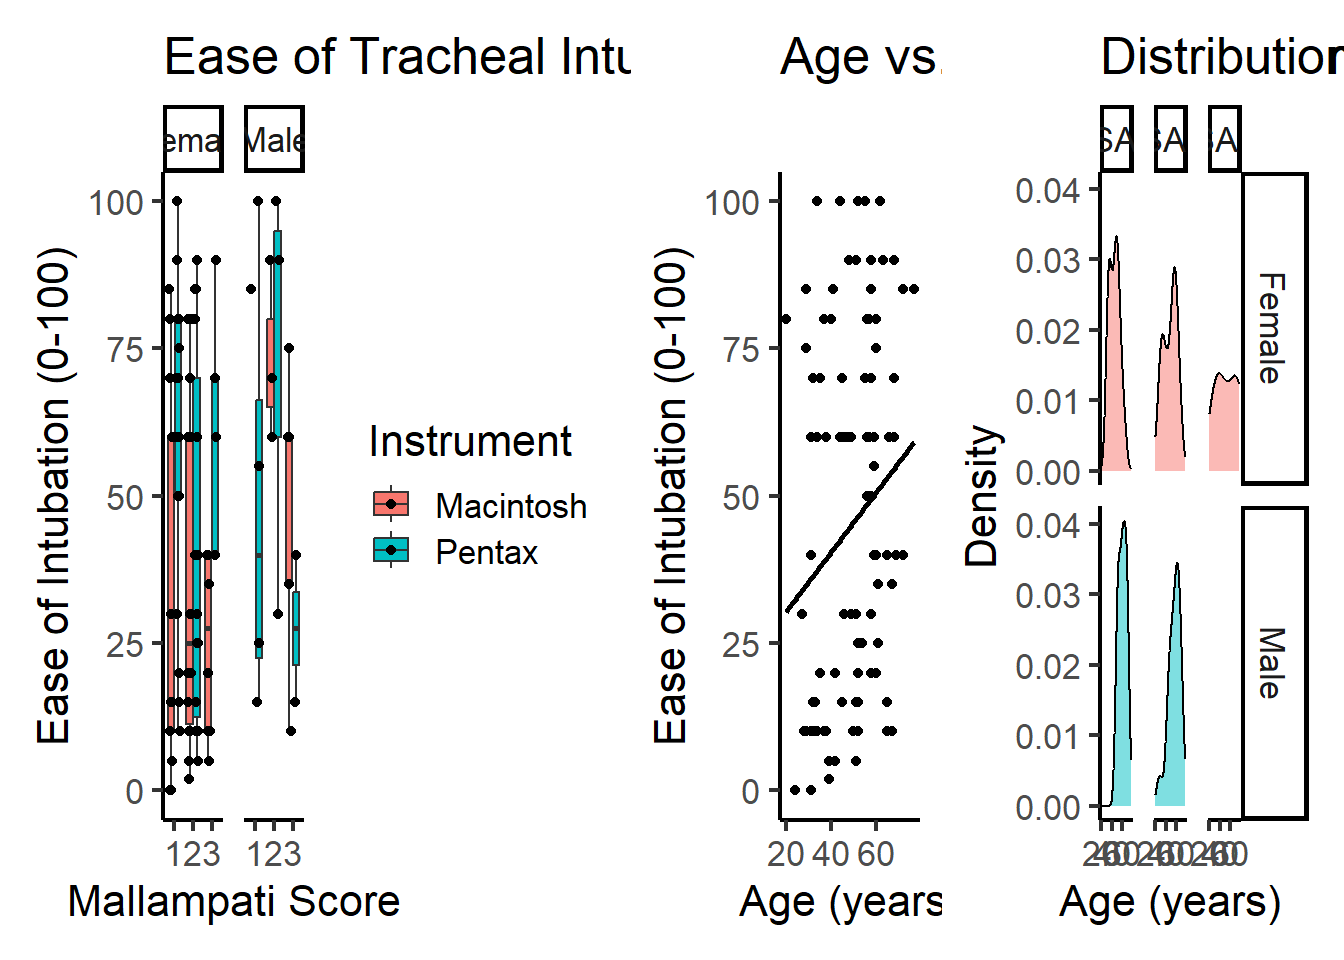 Ease of Tracheal Intu
Age vs.
Distribution
ema
Male
SA
SA
SA
100
75
50
25
0
Ease of Intubation (0-100)
123
123
Mallampati Score
Instrument
Macintosh
Pentax
100
75
50
25
0
Ease of Intubation (0-100)
20 40 60
Age (years
0.04
0.03
0.02
0.01
0.00
Female
0.04
0.03
0.02
0.01
0.00
Male
Density
Age (years)